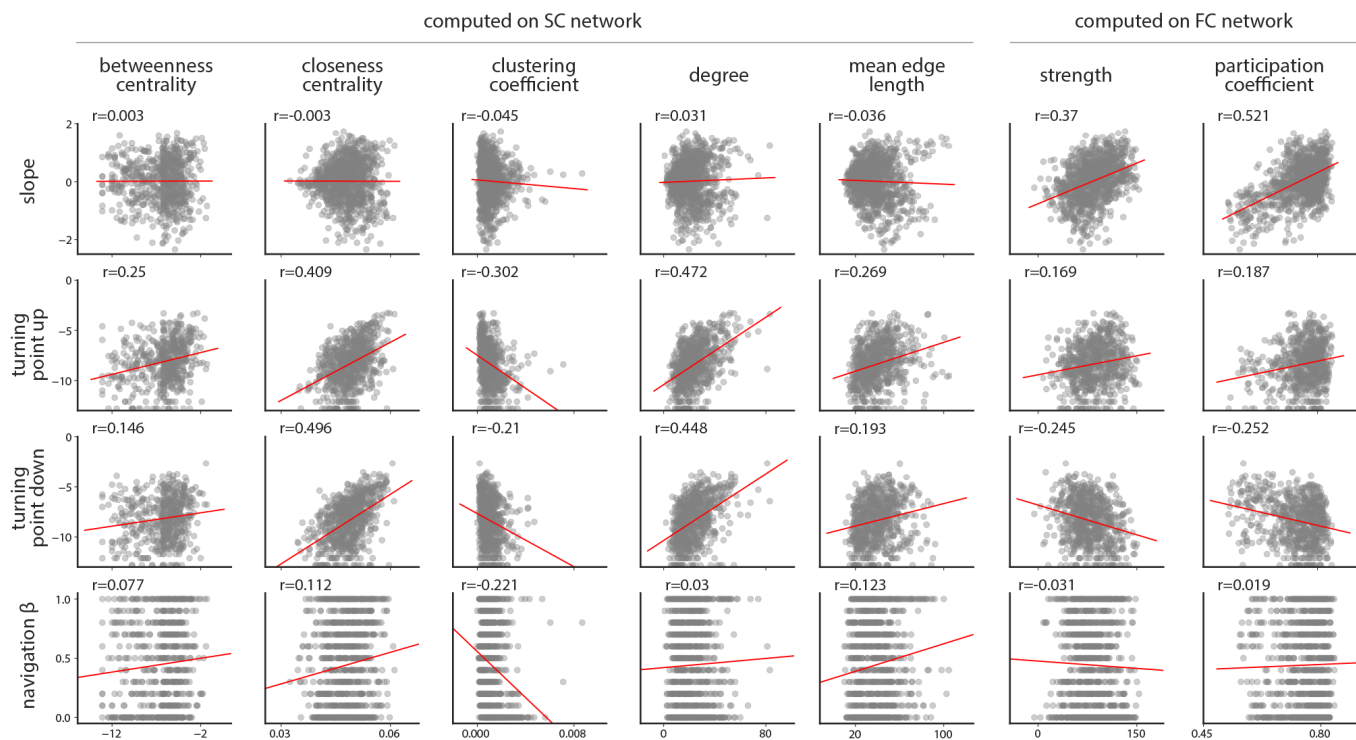 computed on SC network
computed on FC network
betweenness
centrality
closeness
centrality
clustering
coefficient
degree
mean edge
length
strength
participation
coefficient
r=0.003
r=-0.003
r=-0.045
r=0.031
r=-0.036
r=0.37
r=0.521
slope
2
0
−2
r=0.25
r=0.409
r=-0.302
r=0.472
r=0.269
r=0.169
r=0.187
turning
point up
0
−5
−10
r=0.146
r=0.496
r=-0.21
r=0.448
r=0.193
r=-0.245
r=-0.252
turning
point down
0
−5
−10
r=0.077
r=0.112
r=-0.221
r=0.03
r=0.123
r=-0.031
r=0.019
navigation β
1.0
0.5
0.0
−12 −2
0.03 0.06
0.000 0.008
0 80
20 100
0 150
0.45 0.80